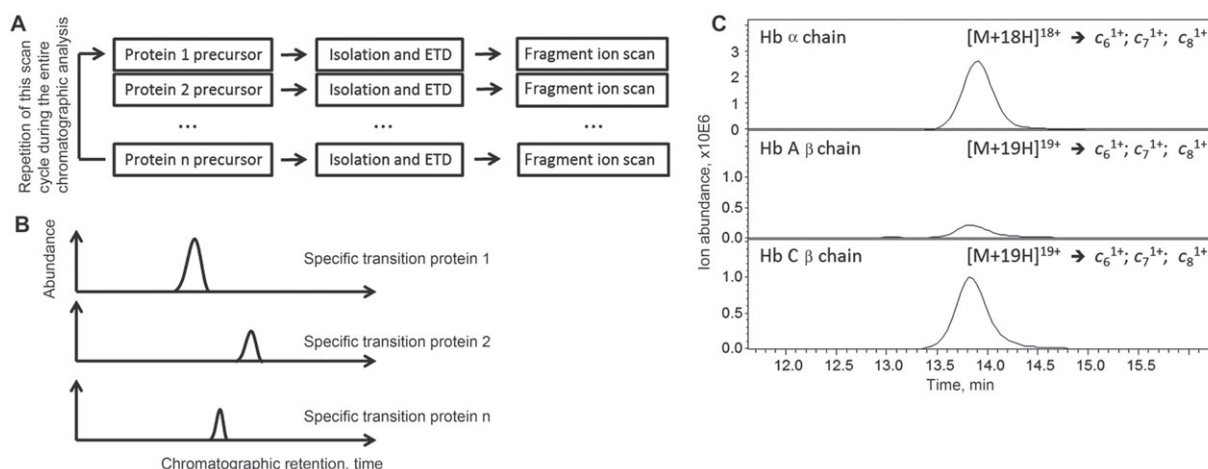 A
Repetition of this scan
cycle during the entire
chromatographic analysis
Protein 1 precursor
Isolation and ETD
Fragment ion scan
Protein 2 precursor
Isolation and ETD
Fragment ion scan
...
...
...
Protein n precursor
Isolation and ETD
Fragment ion scan
B
Abundance
Specific transition protein 1
Specific transition protein 2
Specific transition protein n
Chromatographic retention, time
C
Ion abundance, x10E6
Hb α chain [M+18H]¹⁸⁺ ➔ c₆¹⁺; c₇¹⁺; c₈¹⁺
3
2
1
0
Hb A β chain [M+19H]¹⁹⁺ ➔ c₆¹⁺; c₇¹⁺; c₈¹⁺
1.0
0.5
0.0
Hb C β chain [M+19H]¹⁹⁺ ➔ c₆¹⁺; c₇¹⁺; c₈¹⁺
1.0
0.5
0.0
12.0 12.5 13.0 13.5 14.0 14.5 15.0 15.5
Time, min